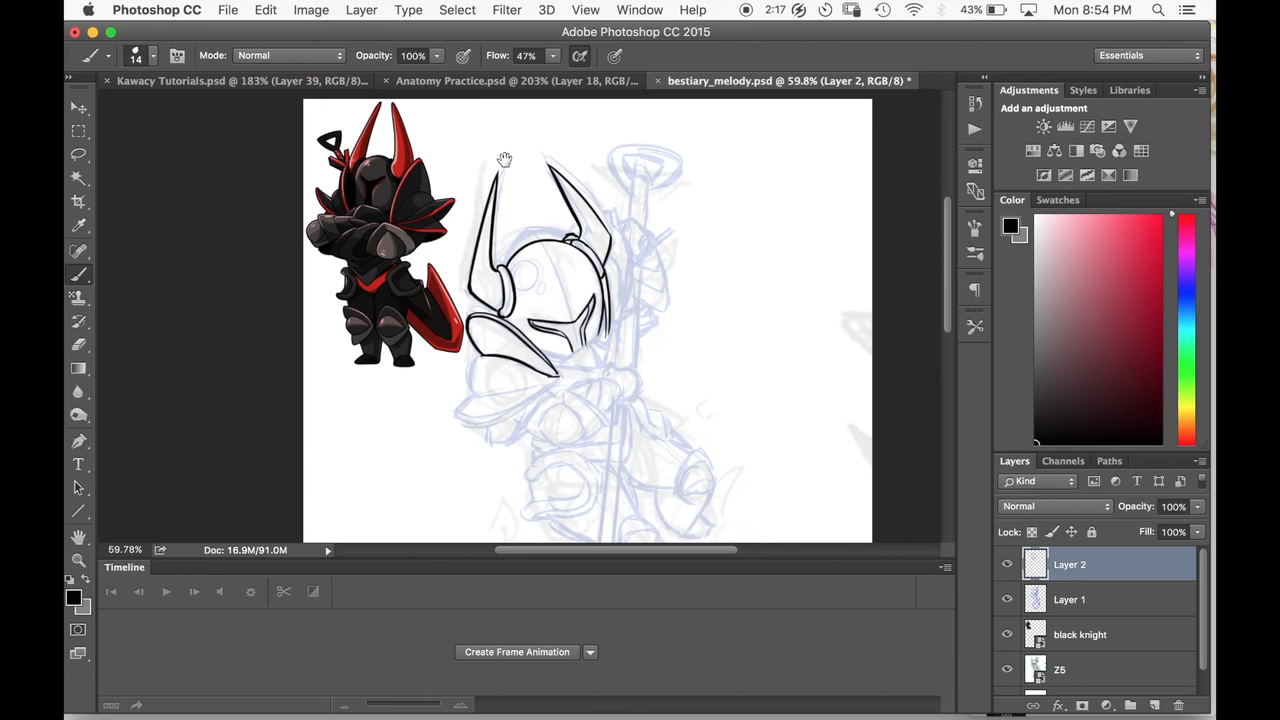 Photoshop CC File Edit Image Layer Type Select Filter 3D View Window Help 2:17 43% Mon 8:54 PM
Adobe Photoshop CC 2015
14 Mode: Normal Opacity: 100% Flow: 47% Essentials
× Kawacy Tutorials.psd @ 183% (Layer 39, RGB/8)... × Anatomy Practice.psd @ 203% (Layer 18, RGB/... × bestiary_melody.psd @ 59.8% (Layer 2, RGB/8) *
Adjustments Styles Libraries
Add an adjustment
Color Swatches
Layers Channels Paths
Kind
Normal Opacity: 100%
Lock: Fill: 100%
Layer 2
Layer 1
black knight
Z5
59.78% Doc: 16.9M/91.0M
Timeline
Create Frame Animation